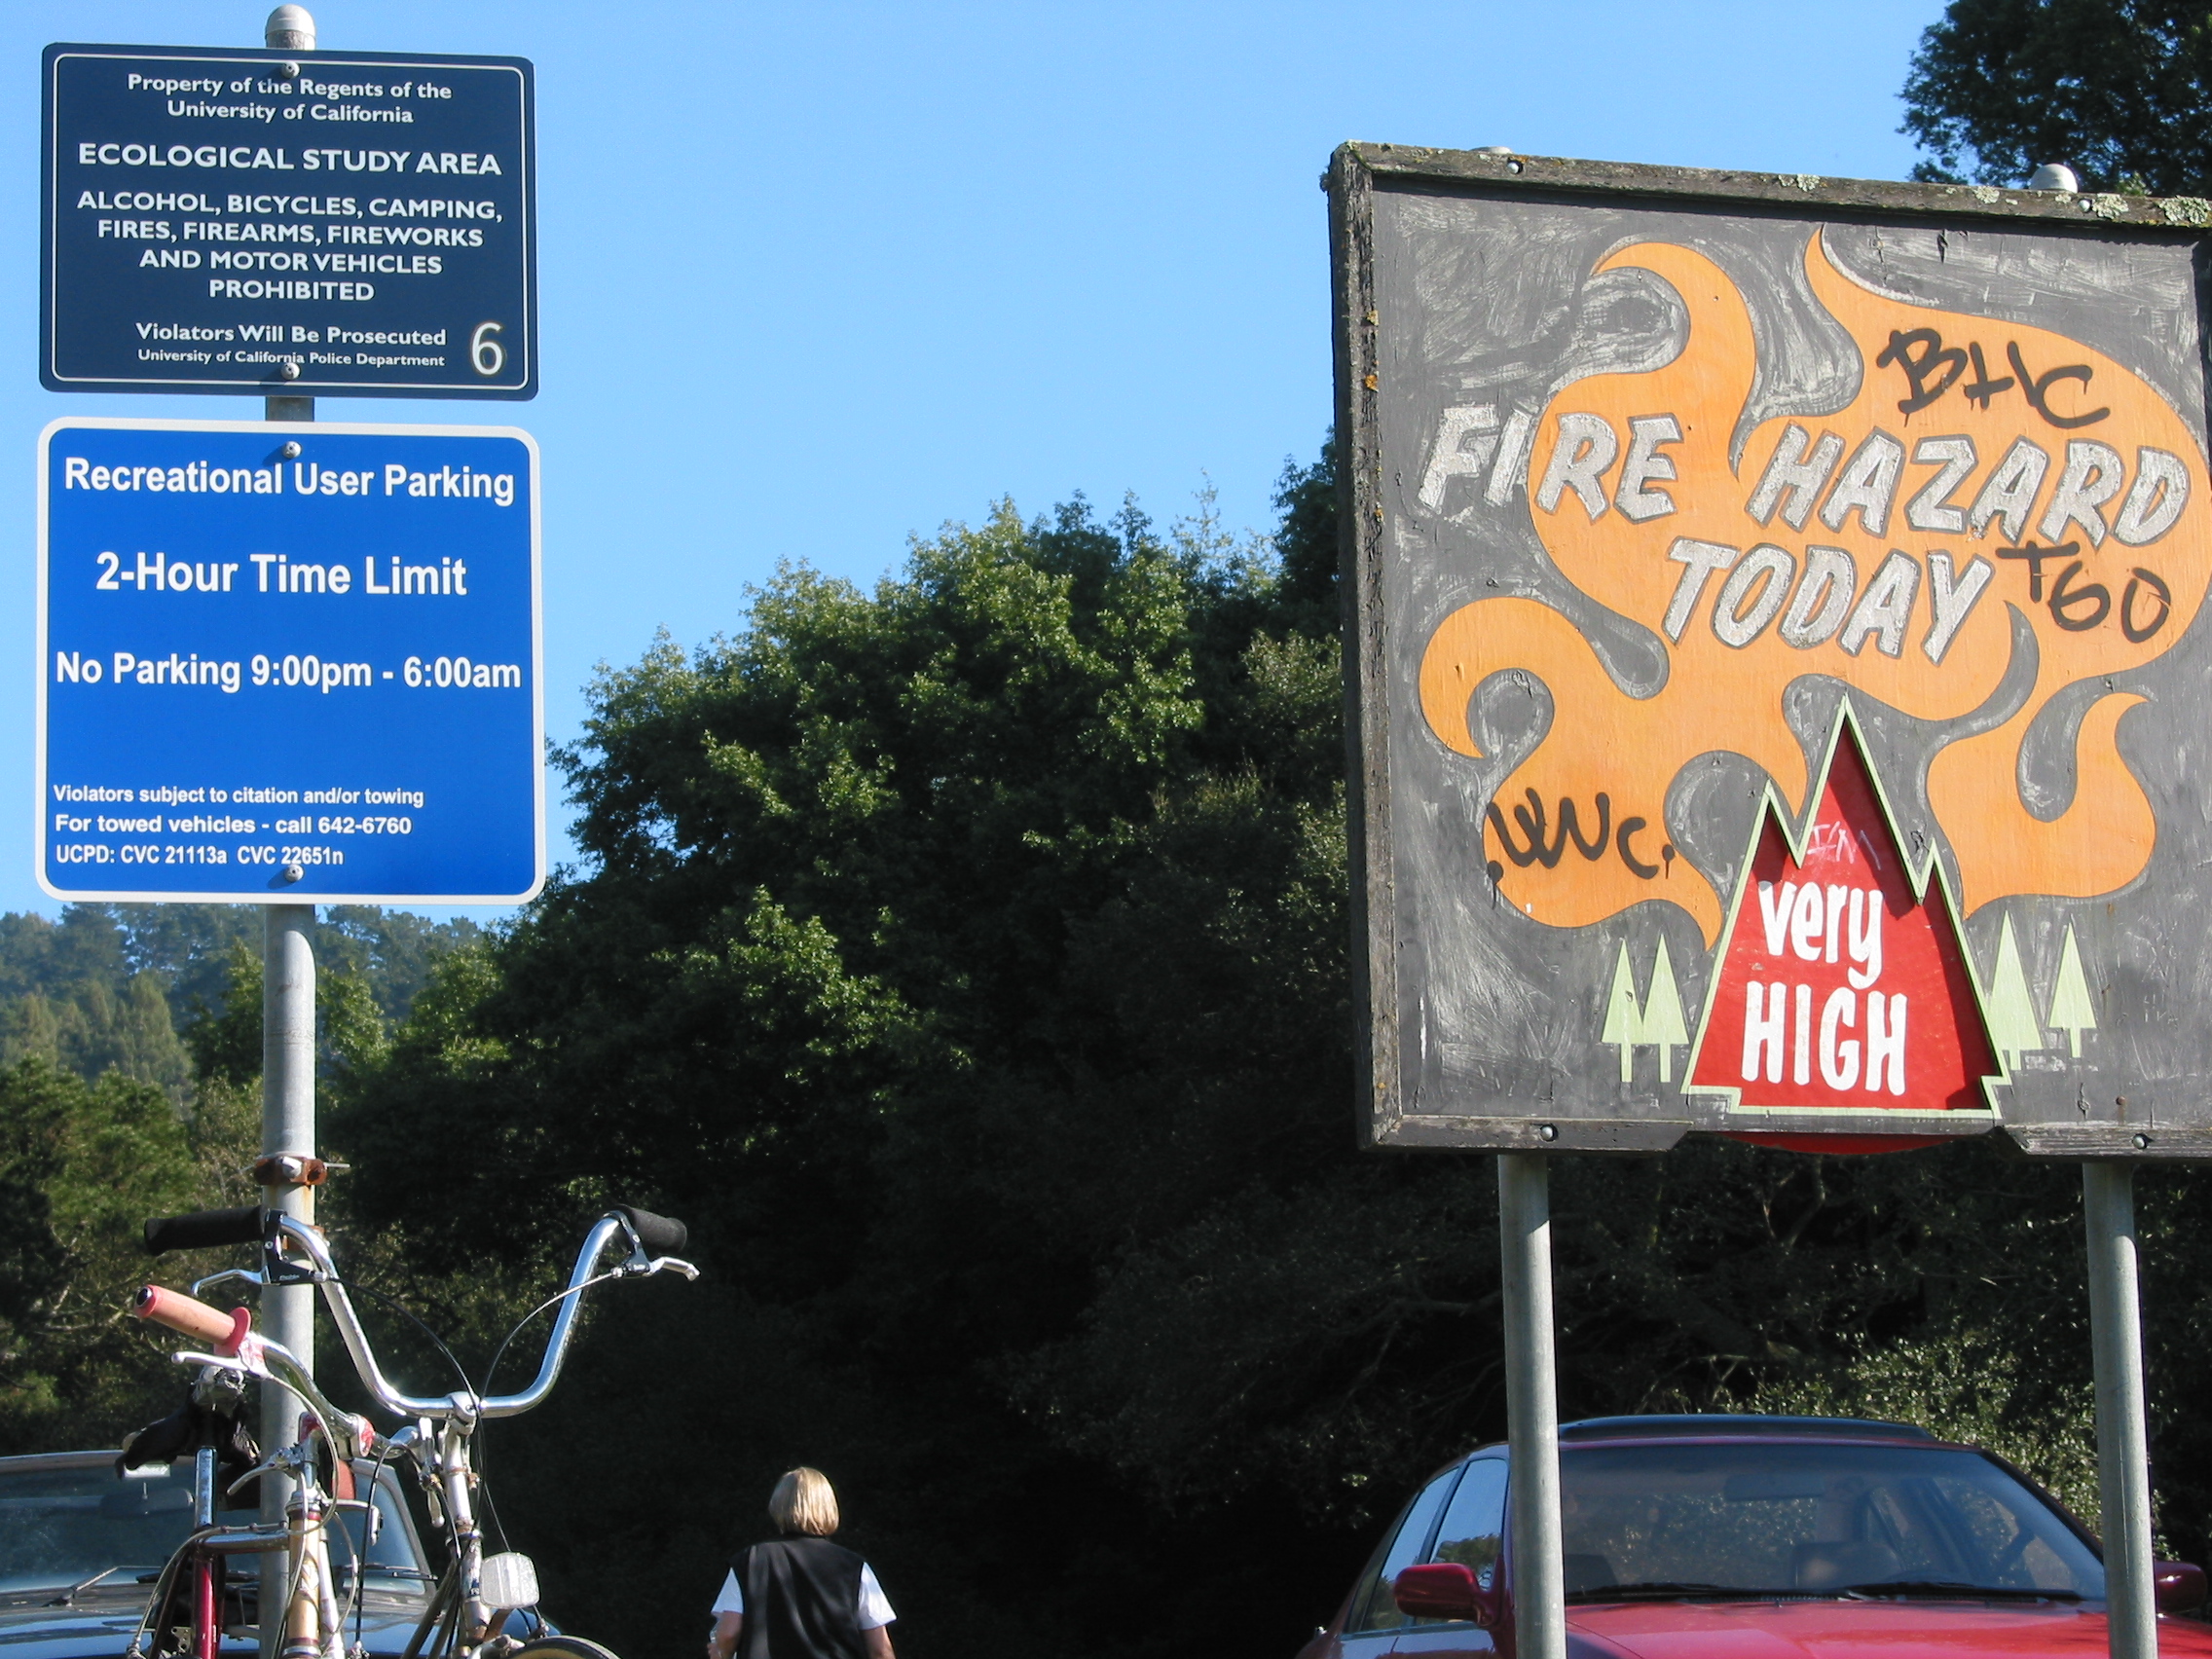 Property of the Regents of the
University of California
ECOLOGICAL STUDY AREA
ALCOHOL, BICYCLES, CAMPING,
FIRES, FIREARMS, FIREWORKS
AND MOTOR VEHICLES
PROHIBITED
Violators Will Be Prosecuted
University of California Police Department
6
Recreational User Parking
2-Hour Time Limit
No Parking 9:00pm - 6:00am
Violators subject to citation and/or towing
For towed vehicles - call 642-6760
UCPD: CVC 21113a CVC 22651n
BHC
FIRE HAZARD
TODAY
T60
very
HIGH